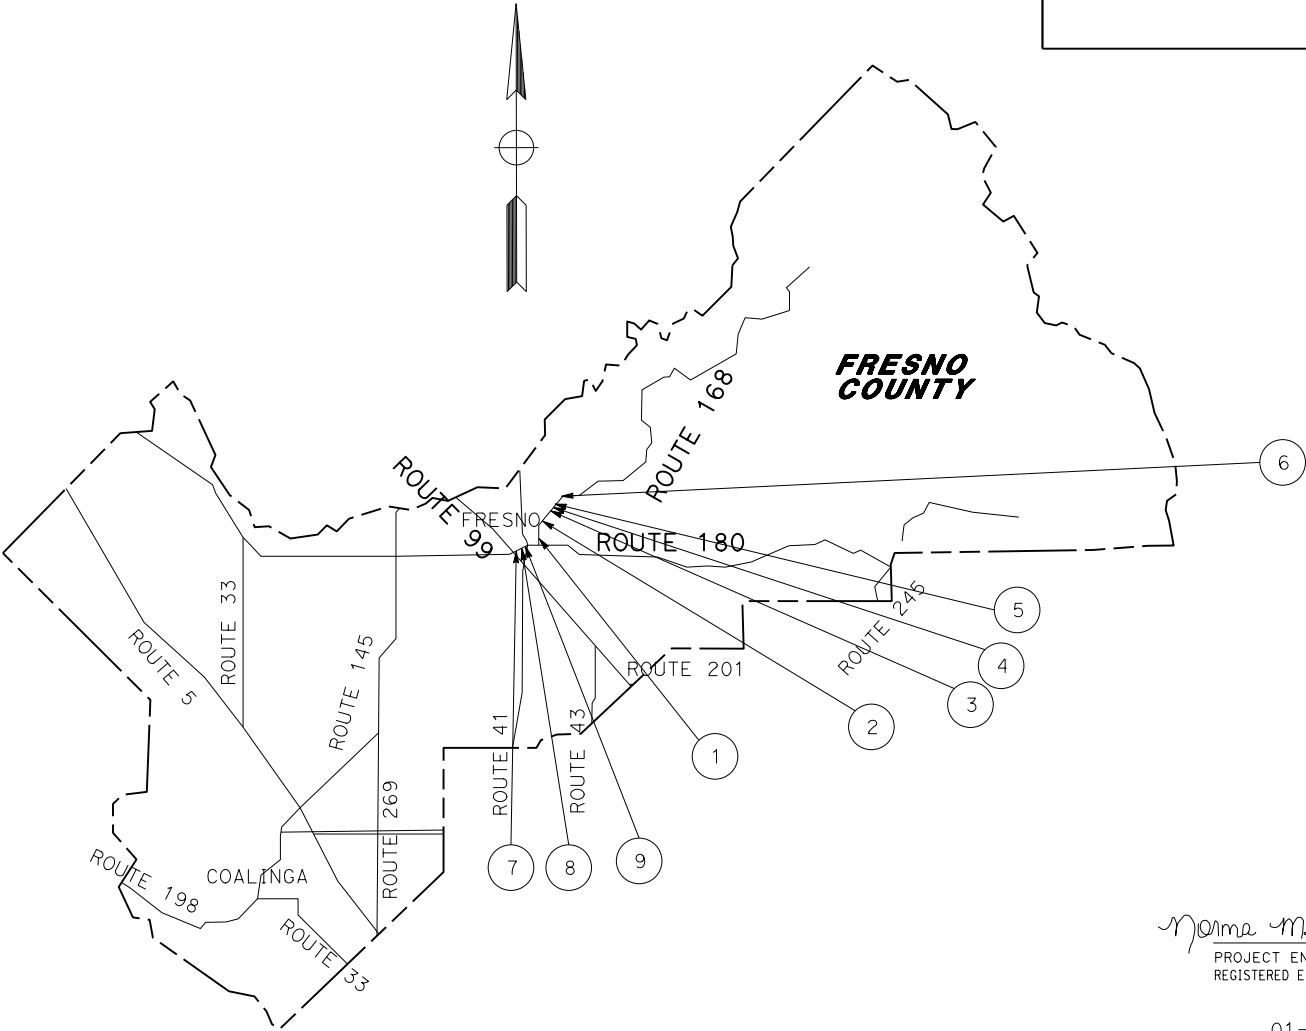 FRESNO
COUNTY
ROUTE 168
ROUTE 99
6
FRESNO
ROUTE 180
ROUTE 33
ROUTE 245
5
ROUTE 5
ROUTE 145
ROUTE 201
4
3
2
1
ROUTE 41
ROUTE 43
ROUTE 269
7
8
9
ROUTE 198
COALINGA
ROUTE 33
Norma
PROJECT EN
REGISTERED E
01-